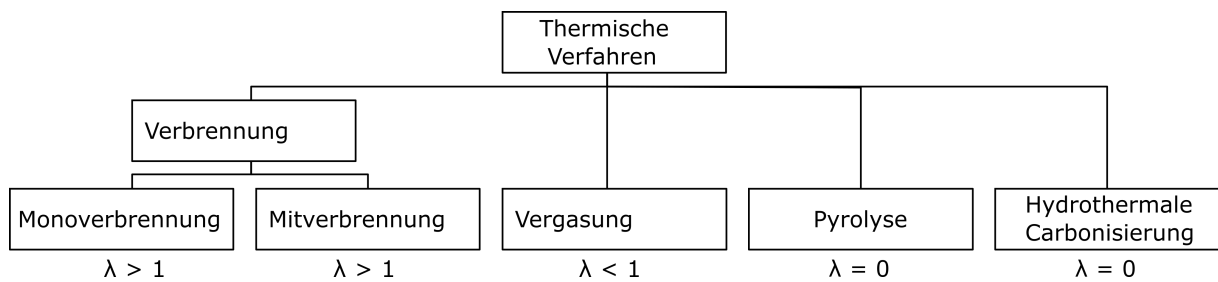 Thermische
Verfahren
Verbrennung
Monoverbrennung
Mitverbrennung
Vergasung
Pyrolyse
Hydrothermale
Carbonisierung
λ > 1
λ > 1
λ < 1
λ = 0
λ = 0